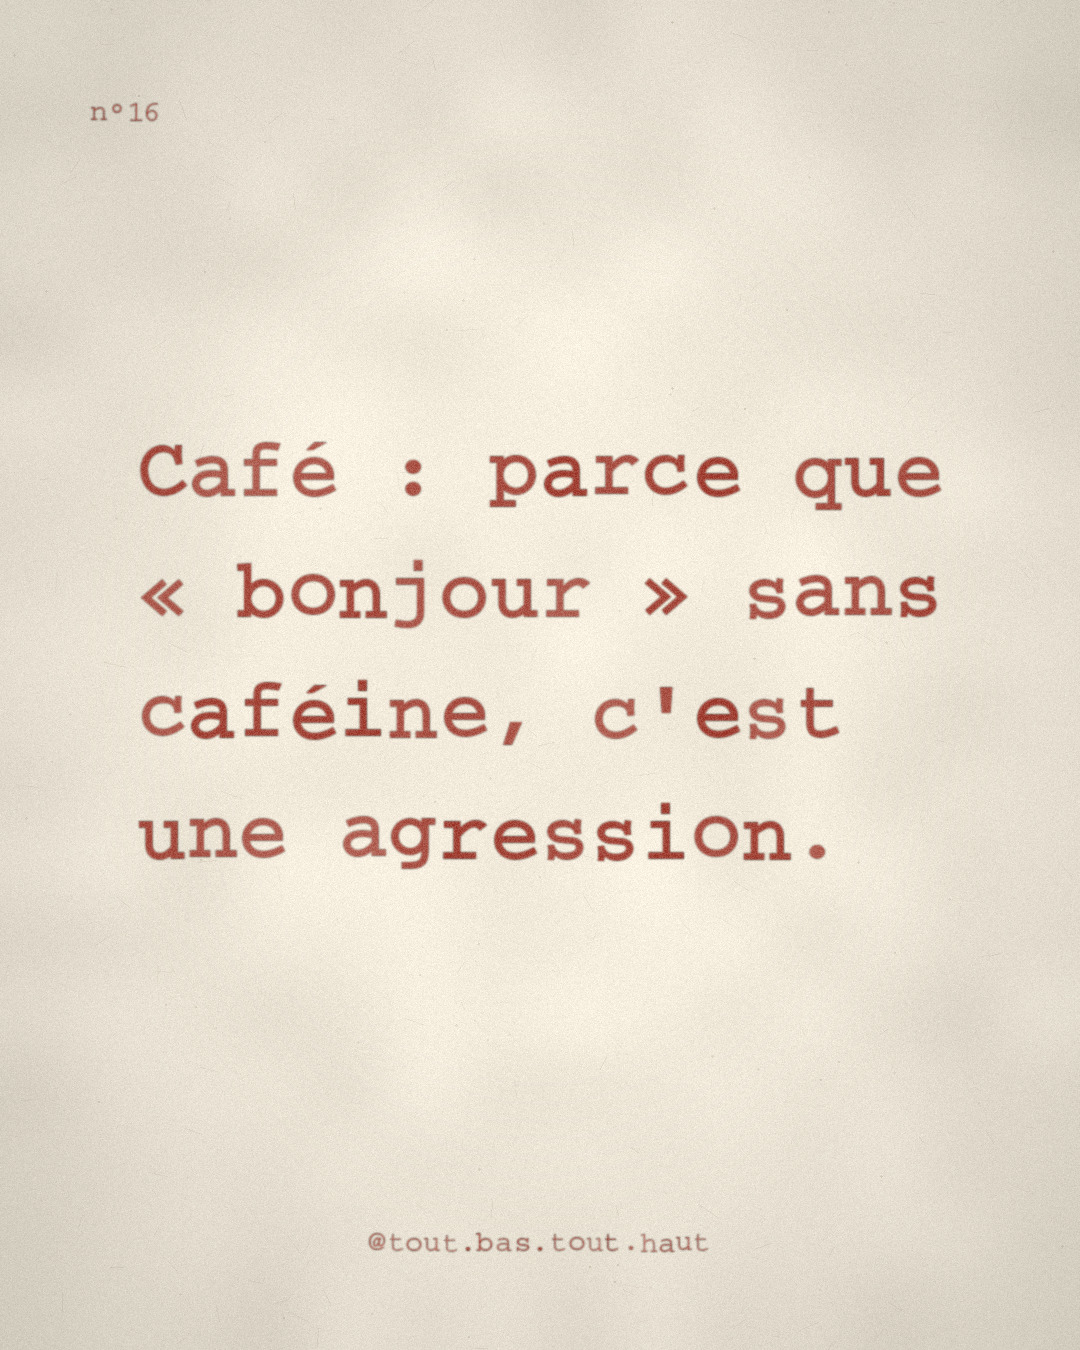 n°16
Café : parce que
« bonjour » sans
caféine, c'est
une agression.
@tout.bas.tout.haut